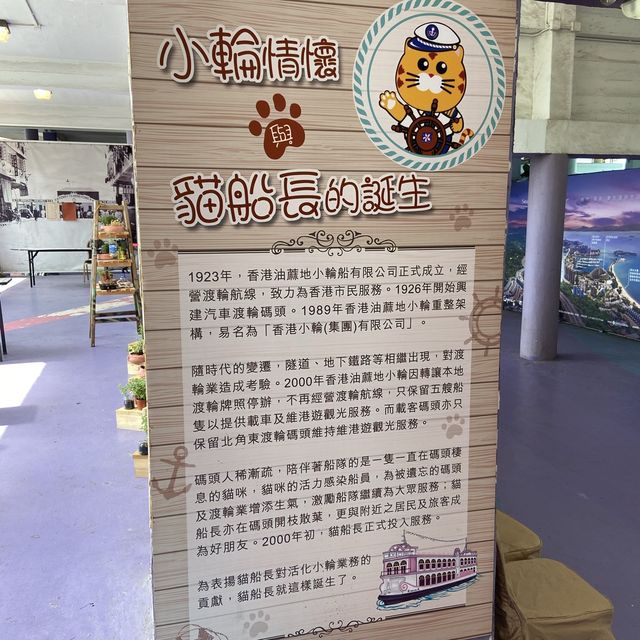 小輪情懷
與
貓船長的誕生
1923年，香港油蔴地小輪船有限公司正式成立，經
營渡輪航線，致力為香港市民服務。1926年開始興
建汽車渡輪碼頭。1989年香港油蔴地小輪重整架
構，易名為「香港小輪(集團)有限公司」。
隨時代的變遷，隧道、地下鐵路等相繼出現，對渡
輪業造成考驗。2000年香港油蔴地小輪因轉讓本地
渡輪牌照停辦，不再經營渡輪航線，只保留五艘船
隻以提供載車及維港遊觀光服務。而載客碼頭亦只
保留北角東渡輪碼頭維持維港遊觀光服務。
碼頭人稀漸疏，陪伴著船隊的是一隻一直在碼頭棲
息的貓咪，貓咪的活力感染船員，為被遺忘的碼頭
及渡輪業增添生氣，激勵船隊繼續為大眾服務；貓
船長亦在碼頭開枝散葉，更與附近之居民及旅客成
為好朋友。2000年初，貓船長正式投入服務。
為表揚貓船長對活化小輪業務的
貢獻，貓船長就這樣誕生了。